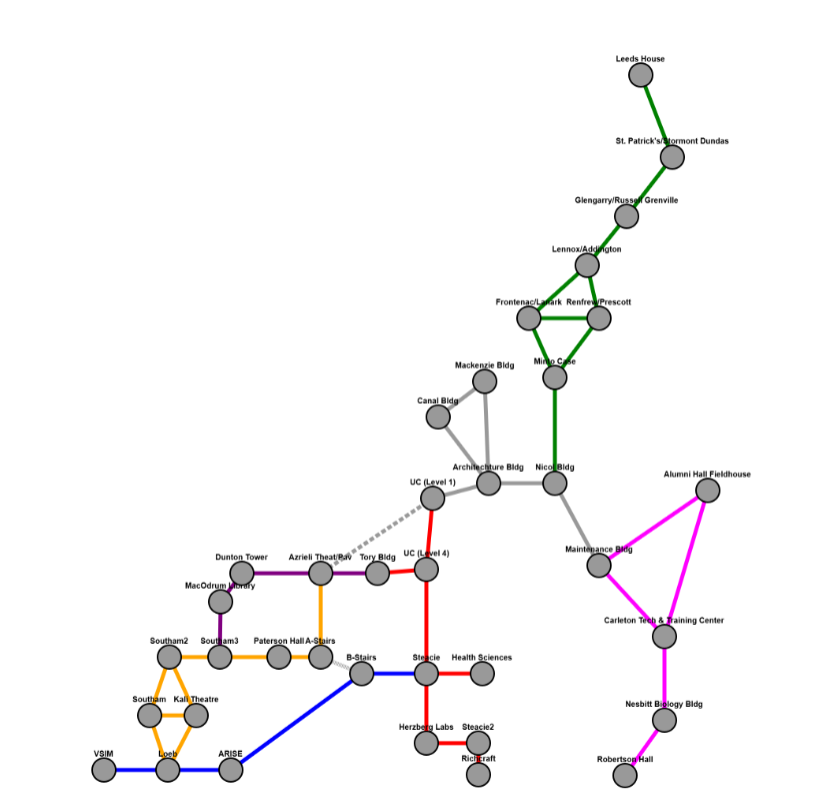 Leeds House
St. Patrick's/Stormont Dundas
Glengarry/Russell Grenville
Lennox/Addington
Frontenac/Lanark Renfrew/Prescott
Minto Case
Mackenzie Bldg
Canal Bldg
Architechture Bldg Nicol Bldg
Alumni Hall Fieldhouse
UC (Level 1)
Maintenance Bldg
Dunton Tower Azrieli Theat/Pav Tory Bldg UC (Level 4)
MacOdrum Library
Carleton Tech & Training Center
Southam2 Southam3 Paterson Hall A-Stairs
B-Stairs Steacie Health Sciences
Southam Kali Theatre
Nesbitt Biology Bldg
Herzberg Labs Steacie2
VSIM Loeb ARISE
Richcraft Robertson Hall